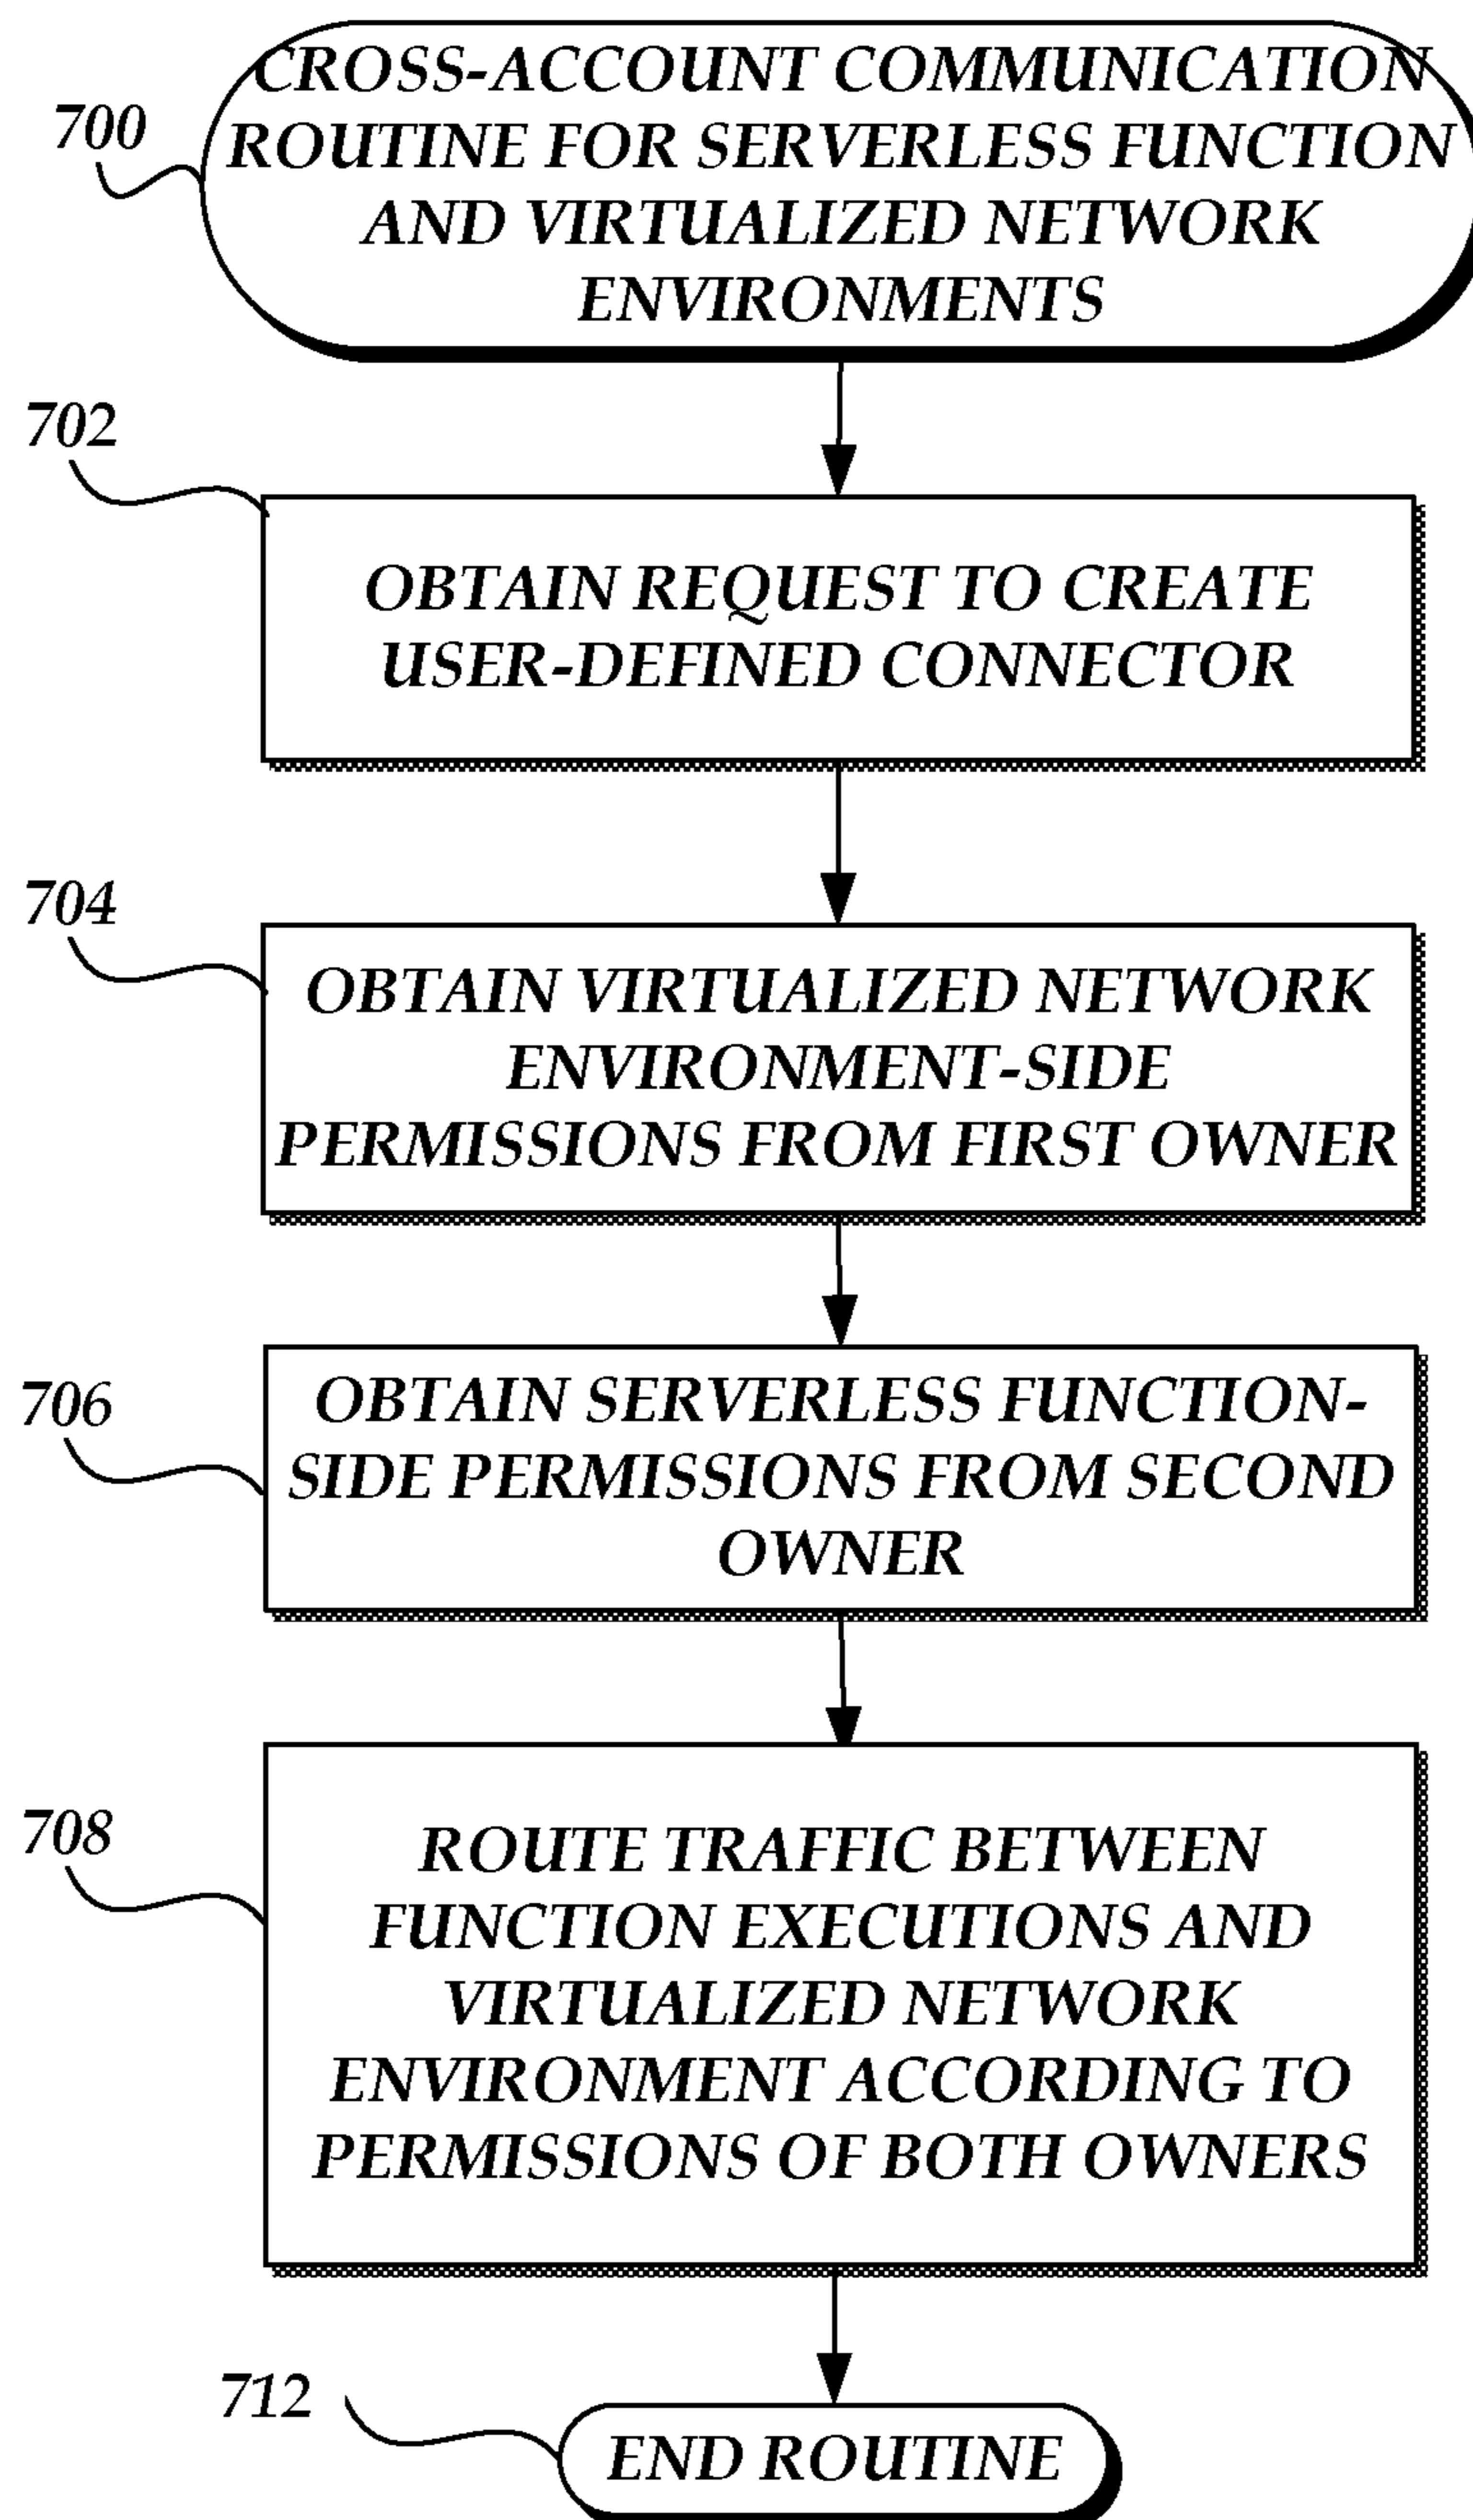 700
CROSS-ACCOUNT COMMUNICATION
ROUTINE FOR SERVERLESS FUNCTION
AND VIRTUALIZED NETWORK
ENVIRONMENTS
702
OBTAIN REQUEST TO CREATE
USER-DEFINED CONNECTOR
704
OBTAIN VIRTUALIZED NETWORK
ENVIRONMENT-SIDE
PERMISSIONS FROM FIRST OWNER
706
OBTAIN SERVERLESS FUNCTION-
SIDE PERMISSIONS FROM SECOND
OWNER
708
ROUTE TRAFFIC BETWEEN
FUNCTION EXECUTIONS AND
VIRTUALIZED NETWORK
ENVIRONMENT ACCORDING TO
PERMISSIONS OF BOTH OWNERS
712
END ROUTINE